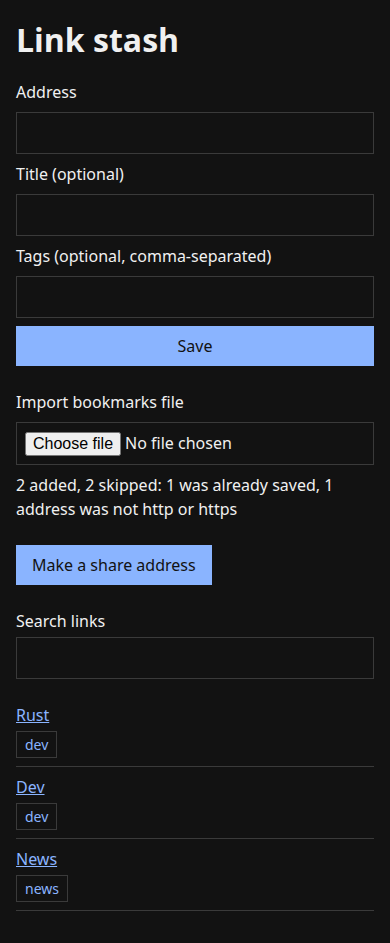 Link stash
Address
Title (optional)
Tags (optional, comma-separated)
Save
Import bookmarks file
Choose file No file chosen
2 added, 2 skipped: 1 was already saved, 1
address was not http or https
Make a share address
Search links
Rust
dev
Dev
dev
News
news